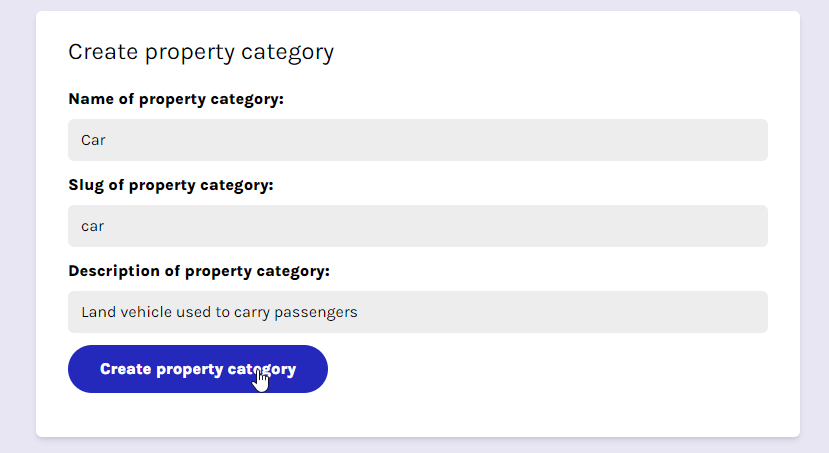 Create property category
Name of property category:
Car
Slug of property category:
car
Description of property category:
Land vehicle used to carry passengers
Create property category